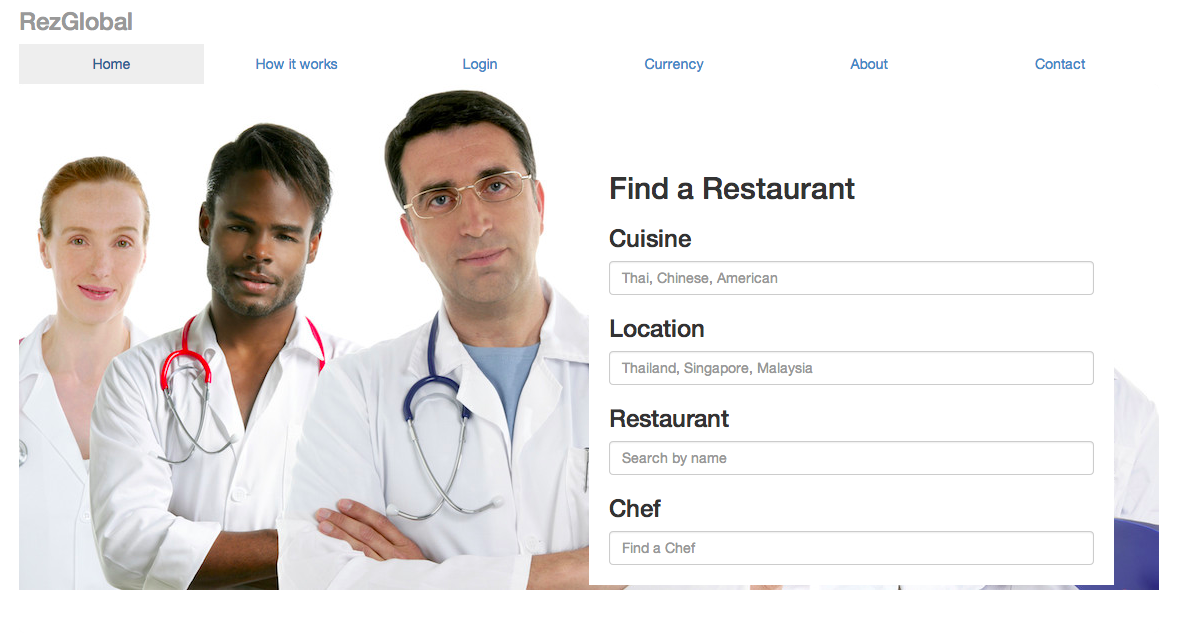 RezGlobal
Home How it works Login Currency About Contact
Find a Restaurant
Cuisine
Thai, Chinese, American
Location
Thailand, Singapore, Malaysia
Restaurant
Search by name
Chef
Find a Chef